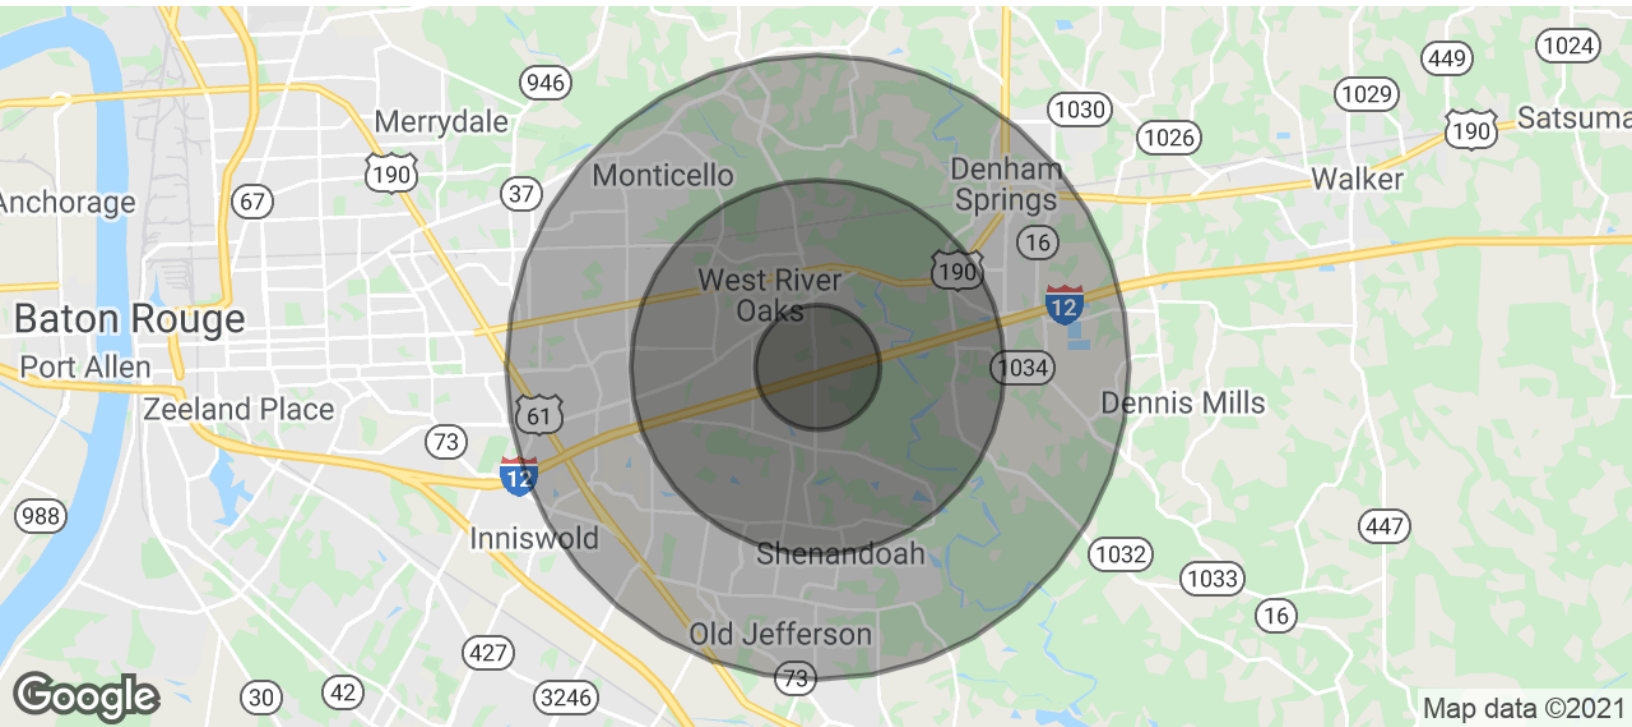 1024
449
946
1029
1030
Merrydale
1026
190
Satsuma
190
Monticello
Denham
Springs
Walker
37
67
Anchorage
16
190
West River
Oaks
12
Baton Rouge
Port Allen
1034
Zeeland Place
61
Dennis Mills
73
12
988
Inniswold
447
Shenandoah
1032
1033
16
Old Jefferson
427
73
Google
30
42
3246
Map data ©2021